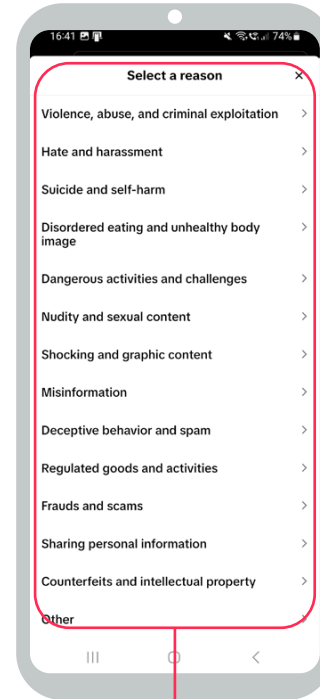 16:41 74%
Select a reason
Violence, abuse, and criminal exploitation
Hate and harassment
Suicide and self-harm
Disordered eating and unhealthy body
image
Dangerous activities and challenges
Nudity and sexual content
Shocking and graphic content
Misinformation
Deceptive behavior and spam
Regulated goods and activities
Frauds and scams
Sharing personal information
Counterfeits and intellectual property
Other